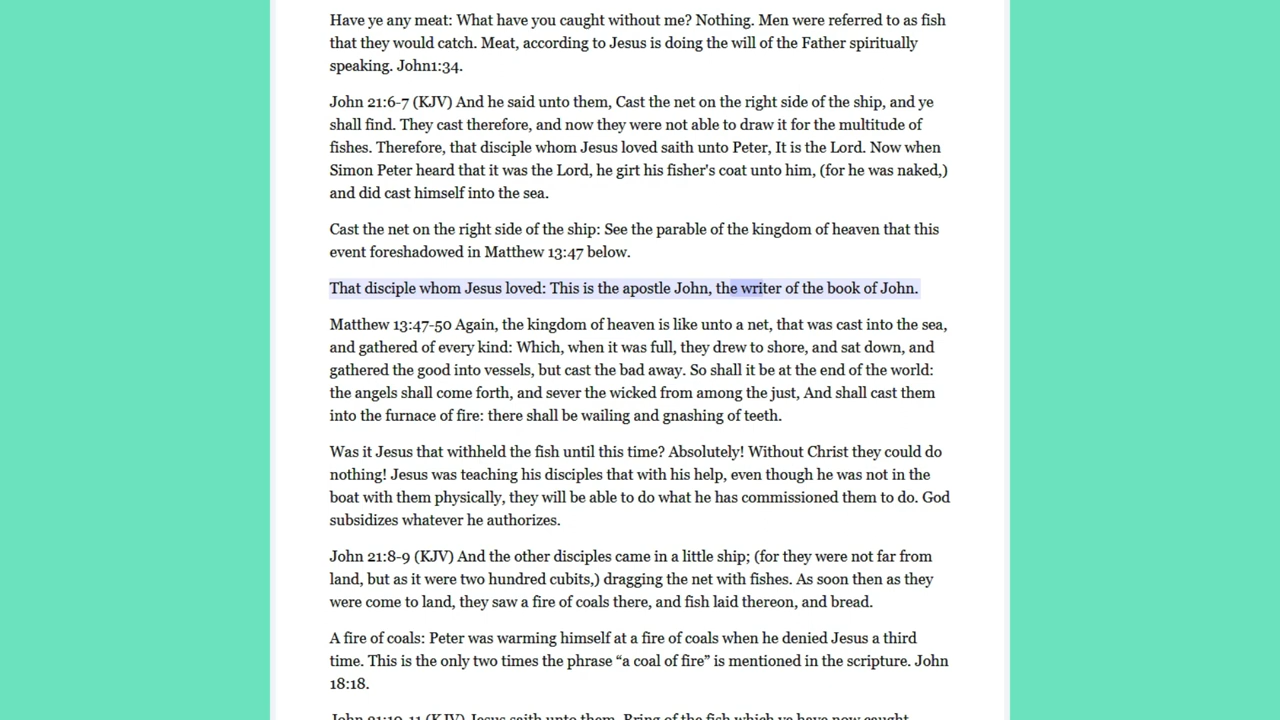 Have ye any meat: What have you caught without me? Nothing. Men were referred to as fish
that they would catch. Meat, according to Jesus is doing the will of the Father spiritually
speaking. John1:34.
John 21:6-7 (KJV) And he said unto them, Cast the net on the right side of the ship, and ye
shall find. They cast therefore, and now they were not able to draw it for the multitude of
fishes. Therefore, that disciple whom Jesus loved saith unto Peter, It is the Lord. Now when
Simon Peter heard that it was the Lord, he girt his fisher's coat unto him, (for he was naked,)
and did cast himself into the sea.
Cast the net on the right side of the ship: See the parable of the kingdom of heaven that this
event foreshadowed in Matthew 13:47 below.
That disciple whom Jesus loved: This is the apostle John, the writer of the book of John.
Matthew 13:47-50 Again, the kingdom of heaven is like unto a net, that was cast into the sea,
and gathered of every kind: Which, when it was full, they drew to shore, and sat down, and
gathered the good into vessels, but cast the bad away. So shall it be at the end of the world:
the angels shall come forth, and sever the wicked from among the just, And shall cast them
into the furnace of fire: there shall be wailing and gnashing of teeth.
Was it Jesus that withheld the fish until this time? Absolutely! Without Christ they could do
nothing! Jesus was teaching his disciples that with his help, even though he was not in the
boat with them physically, they will be able to do what he has commissioned them to do. God
subsidizes whatever he authorizes.
John 21:8-9 (KJV) And the other disciples came in a little ship; (for they were not far from
land, but as it were two hundred cubits,) dragging the net with fishes. As soon then as they
were come to land, they saw a fire of coals there, and fish laid thereon, and bread.
A fire of coals: Peter was warming himself at a fire of coals when he denied Jesus a third
time. This is the only two times the phrase “a coal of fire” is mentioned in the scripture. John
18:18.
John 21:10-11 (KJV) Jesus saith unto them, Bring of the fish which ye have now caught.